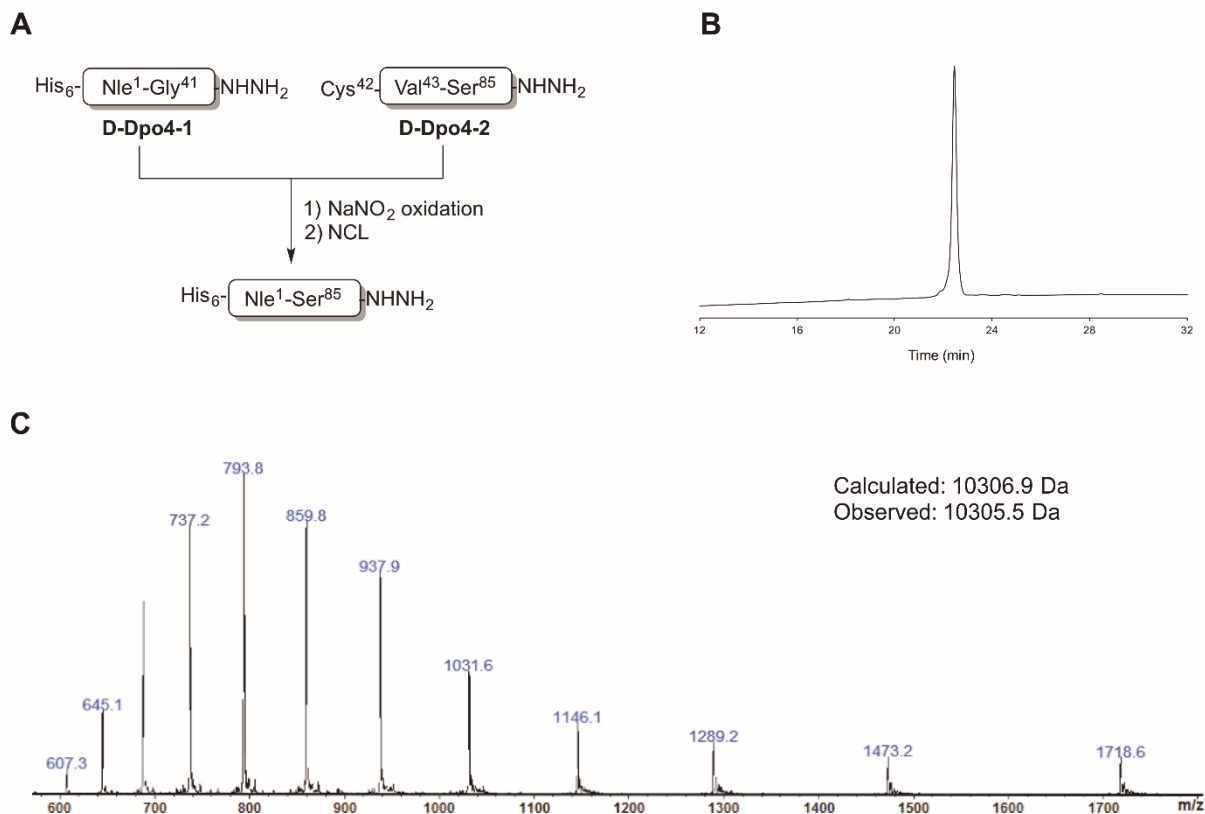 A
His₆- Nle¹-Gly⁴¹ -NHNH₂
D-Dpo4-1
Cys⁴²- Val⁴³-Ser⁸⁵ -NHNH₂
D-Dpo4-2
1) NaNO₂ oxidation
2) NCL
His₆- Nle¹-Ser⁸⁵ -NHNH₂
B
12 16 20 24 28 32
Time (min)
C
Calculated: 10306.9 Da
Observed: 10305.5 Da
607.3
645.1
737.2
793.8
859.8
937.9
1031.6
1146.1
1289.2
1473.2
1718.6
600 700 800 900 1000 1100 1200 1300 1400 1500 1600 1700 m/z